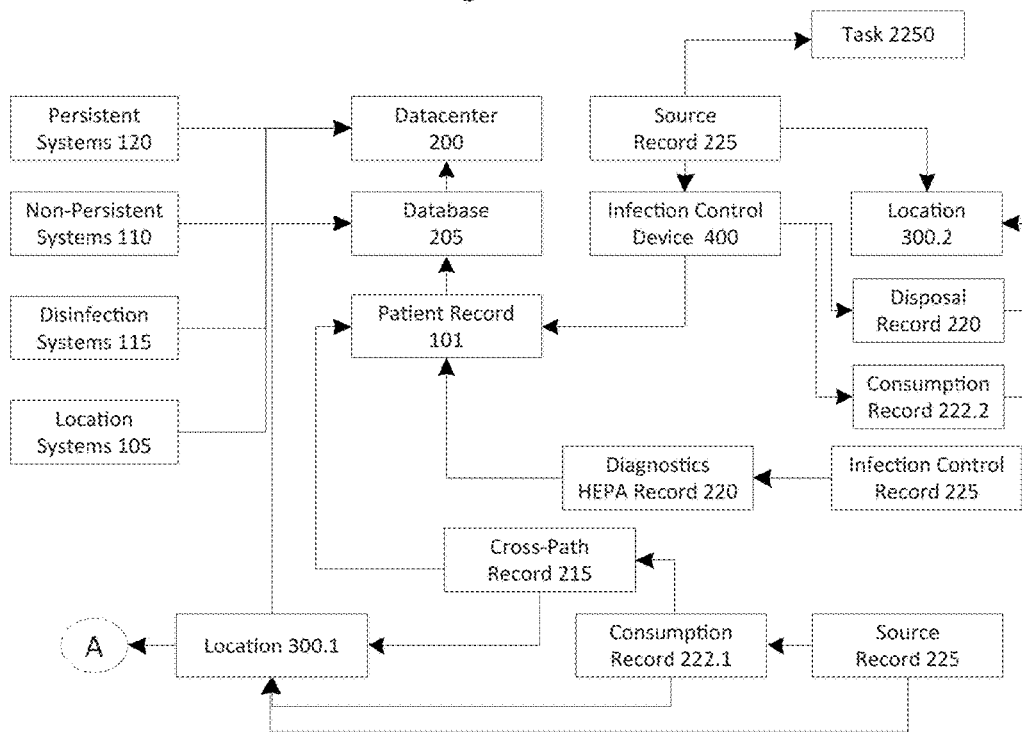 Task 2250
Persistent
Systems 120
Datacenter
200
Source
Record 225
Non-Persistent
Systems 110
Database
205
Infection Control
Device 400
Location
300.2
Disinfection
Systems 115
Patient Record
101
Disposal
Record 220
Consumption
Record 222.2
Location
Systems 105
Diagnostics
HEPA Record 220
Infection Control
Record 225
Cross-Path
Record 215
A
Location 300.1
Consumption
Record 222.1
Source
Record 225